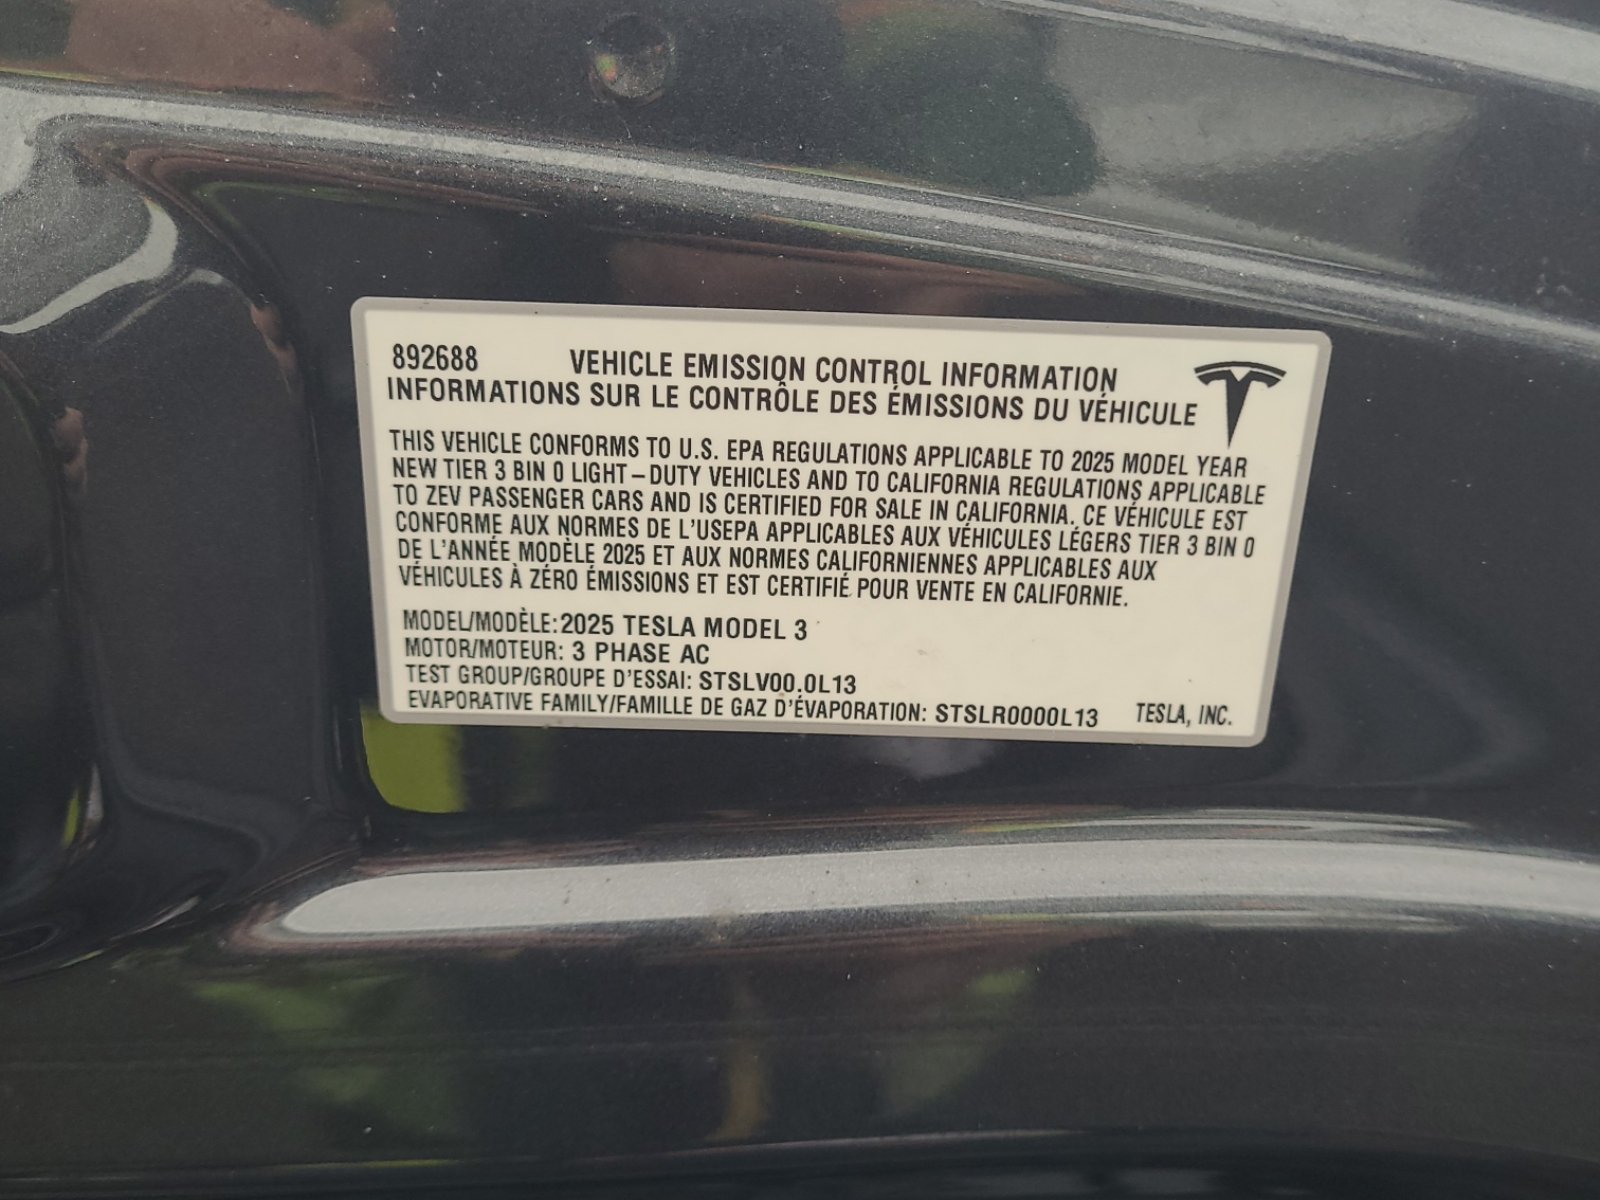 892688 VEHICLE EMISSION CONTROL INFORMATION
INFORMATIONS SUR LE CONTRÔLE DES ÉMISSIONS DU VÉHICULE
THIS VEHICLE CONFORMS TO U.S. EPA REGULATIONS APPLICABLE TO 2025 MODEL YEAR
NEW TIER 3 BIN 0 LIGHT–DUTY VEHICLES AND TO CALIFORNIA REGULATIONS APPLICABLE
TO ZEV PASSENGER CARS AND IS CERTIFIED FOR SALE IN CALIFORNIA. CE VÉHICULE EST
CONFORME AUX NORMES DE L'USEPA APPLICABLES AUX VÉHICULES LÉGERS TIER 3 BIN 0
DE L'ANNÉE MODÈLE 2025 ET AUX NORMES CALIFORNIENNES APPLICABLES AUX
VÉHICULES À ZÉRO ÉMISSIONS ET EST CERTIFIÉ POUR VENTE EN CALIFORNIE.
MODEL/MODÈLE: 2025 TESLA MODEL 3
MOTOR/MOTEUR: 3 PHASE AC
TEST GROUP/GROUPE D'ESSAI: STSLV00.0L13
EVAPORATIVE FAMILY/FAMILLE DE GAZ D'ÉVAPORATION: STSLR0000L13 TESLA, INC.